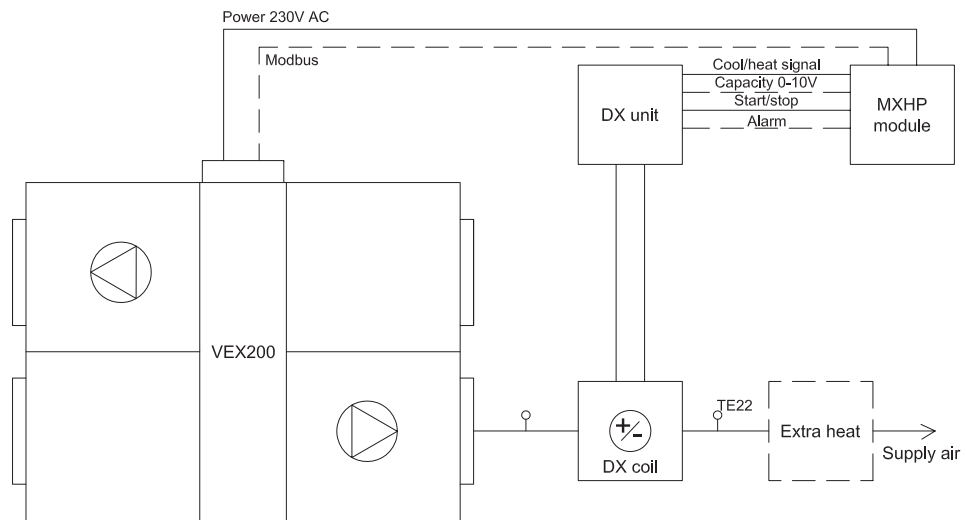 Power 230V AC
Modbus
Cool/heat signal
Capacity 0-10V
Start/stop
Alarm
DX unit
MXHP
module
VEX200
TE22
+/-
DX coil
Extra heat
Supply air